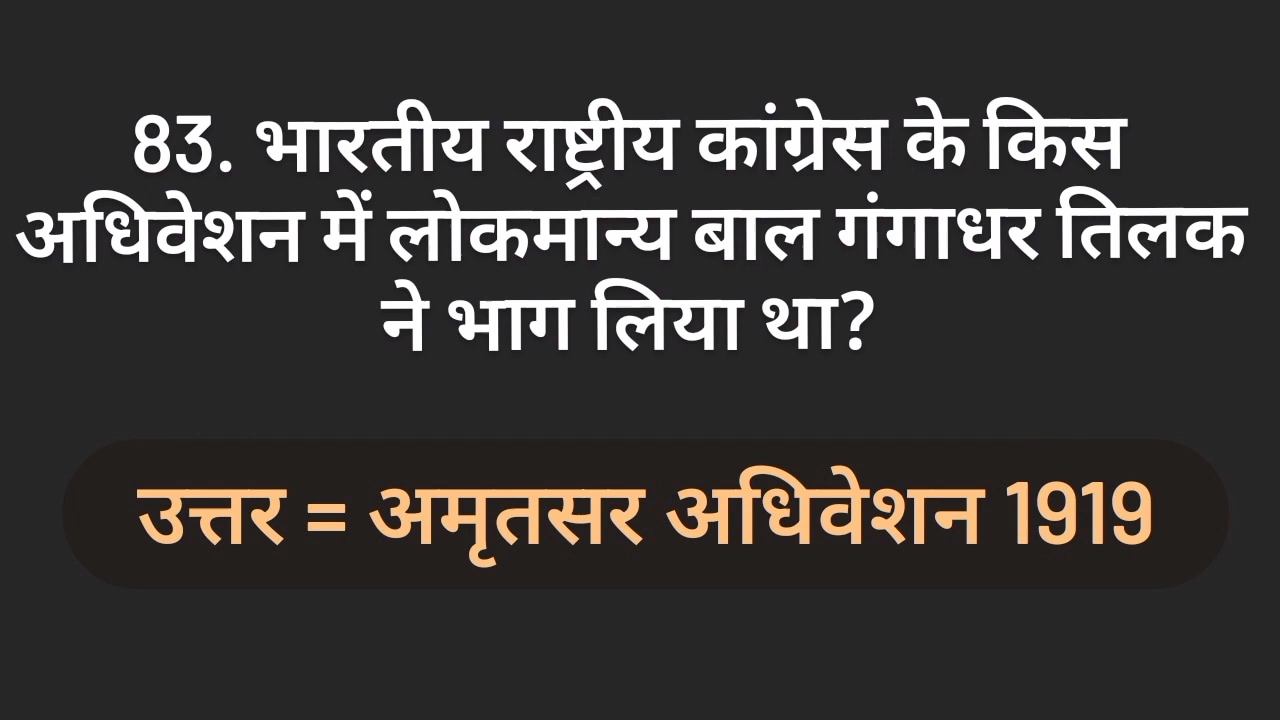 83. भारतीय राष्ट्रीय कांग्रेस के किस
अधिवेशन में लोकमान्य बाल गंगाधर तिलक
ने भाग लिया था?
उत्तर = अमृतसर अधिवेशन 1919